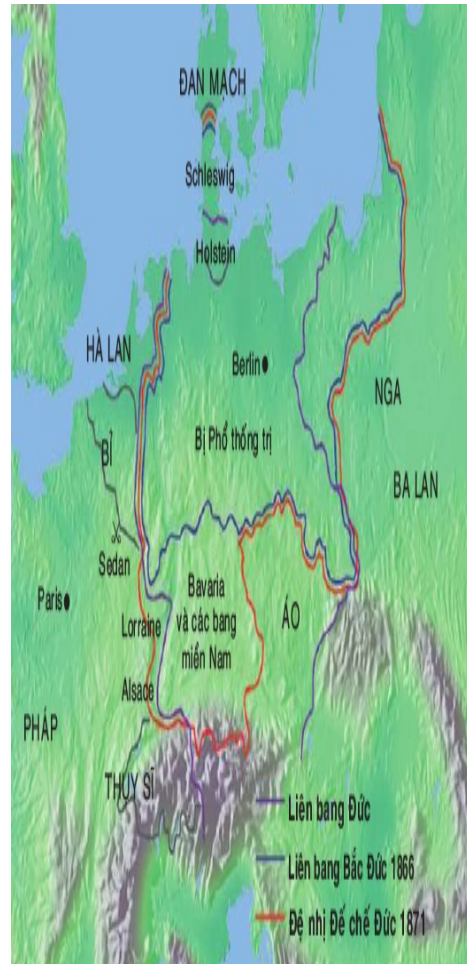 ĐAN MẠCH
Schleswig
Holstein
HÀ LAN
Berlin
NGA
BỈ
Bị Phổ thống trị
BA LAN
Sedan
Paris
Bavaria
và các bang
miền Nam
ÁO
Lorraine
Alsace
PHÁP
THỤY SĨ
Liên bang Đức
Liên bang Bắc Đức 1866
Đệ nhị Đế chế Đức 1871